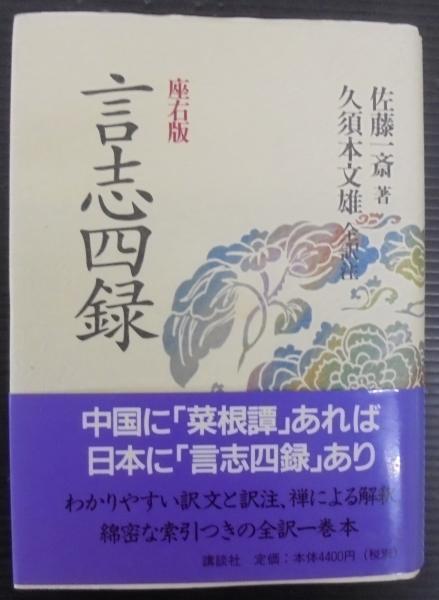 佐藤一斎 著
久須本文雄 全訳注
座右版
言志四録
中国に「菜根譚」あれば
日本に「言志四録」あり
わかりやすい訳文と訳注、禅による解釈
綿密な索引つきの全訳一巻本
講談社 定価：本体4400円（税別）